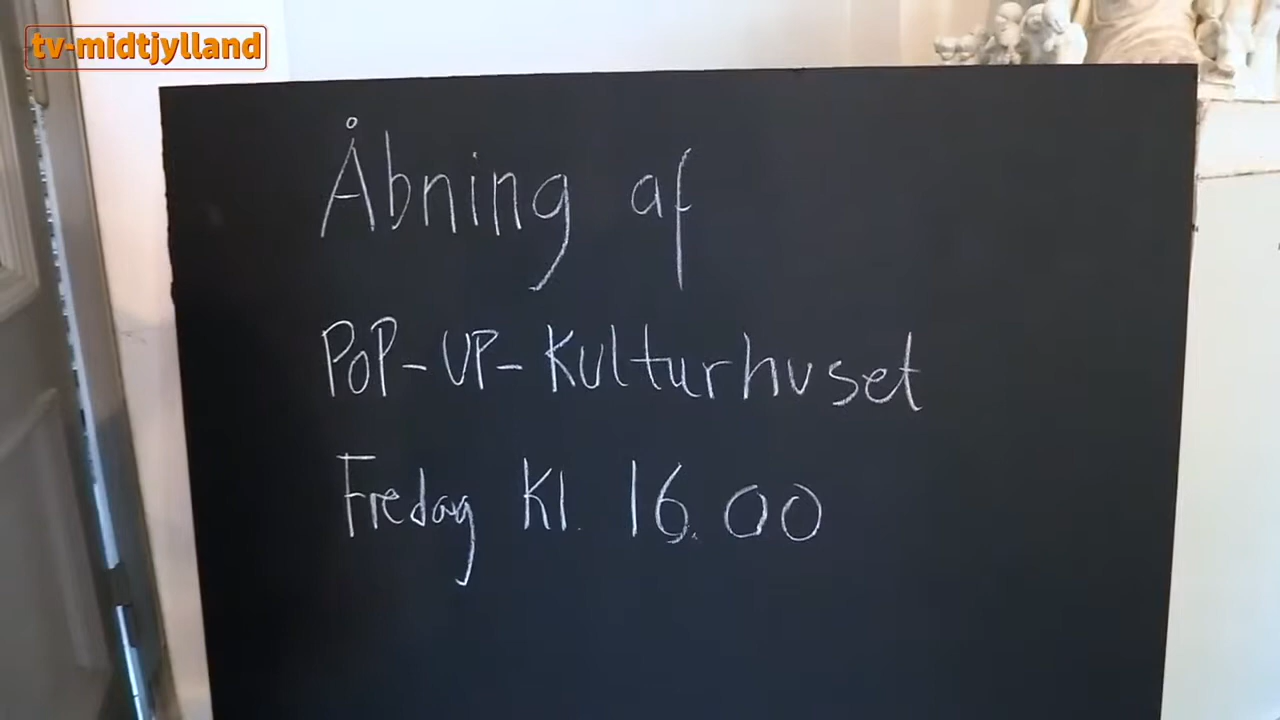 tv-midtjylland
Åbning af
POP-UP-Kulturhuset
Fredag Kl. 16.00